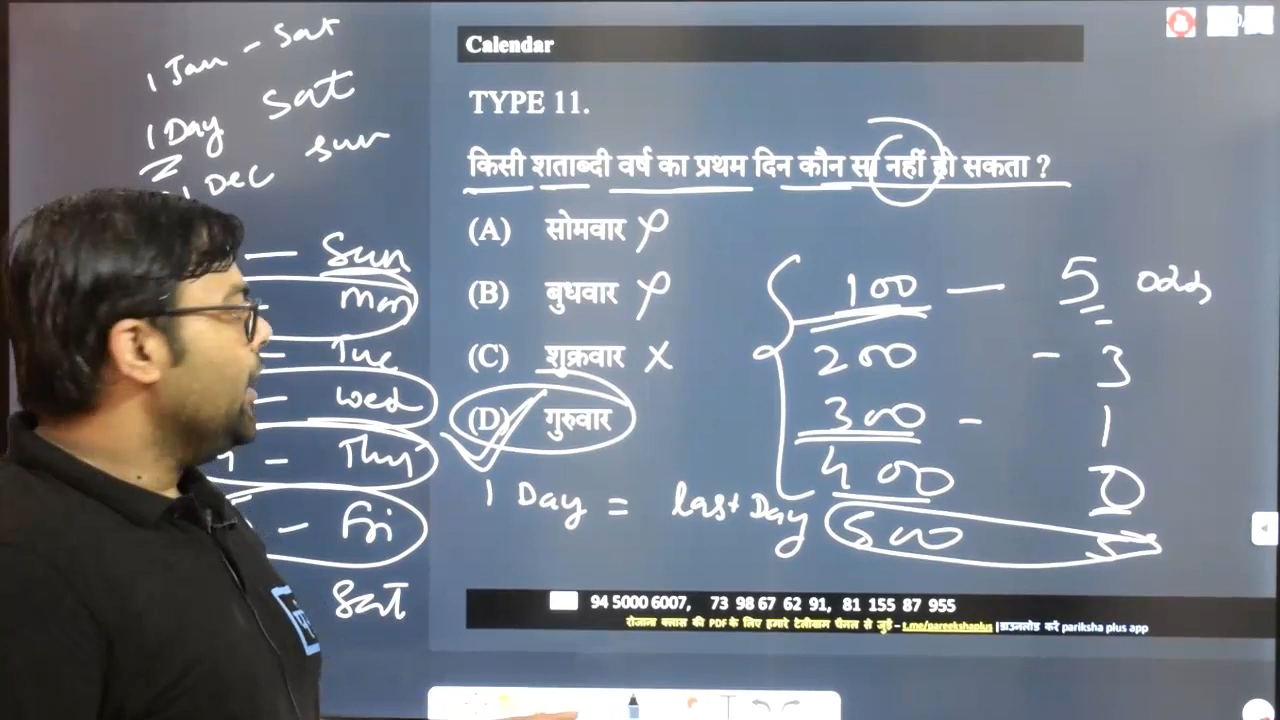 1 Jan - Sat
1 Day Sat
Dec Sun
Calendar
TYPE 11.
किसी शताब्दी वर्ष का प्रथम दिन कौन सा नहीं हो सकता ?
(A) सोमवार
(B) बुधवार
(C) शुक्रवार X
(D) गुरुवार
1 Day = last Day
— Sun
- Mon
- Tue
- Wed
- Thu
- Fri
Sat
100 — 5 odd
200 - 3
300 - 1
400 0
500 5
94 5000 6007, 73 98 67 62 91, 81 155 87 955
रोजाना क्लास की PDF के लिए हमारे टेलीग्राम चैनल से जुड़ें – t.me/pareekshaplus | डाउनलोड करें pariksha plus app